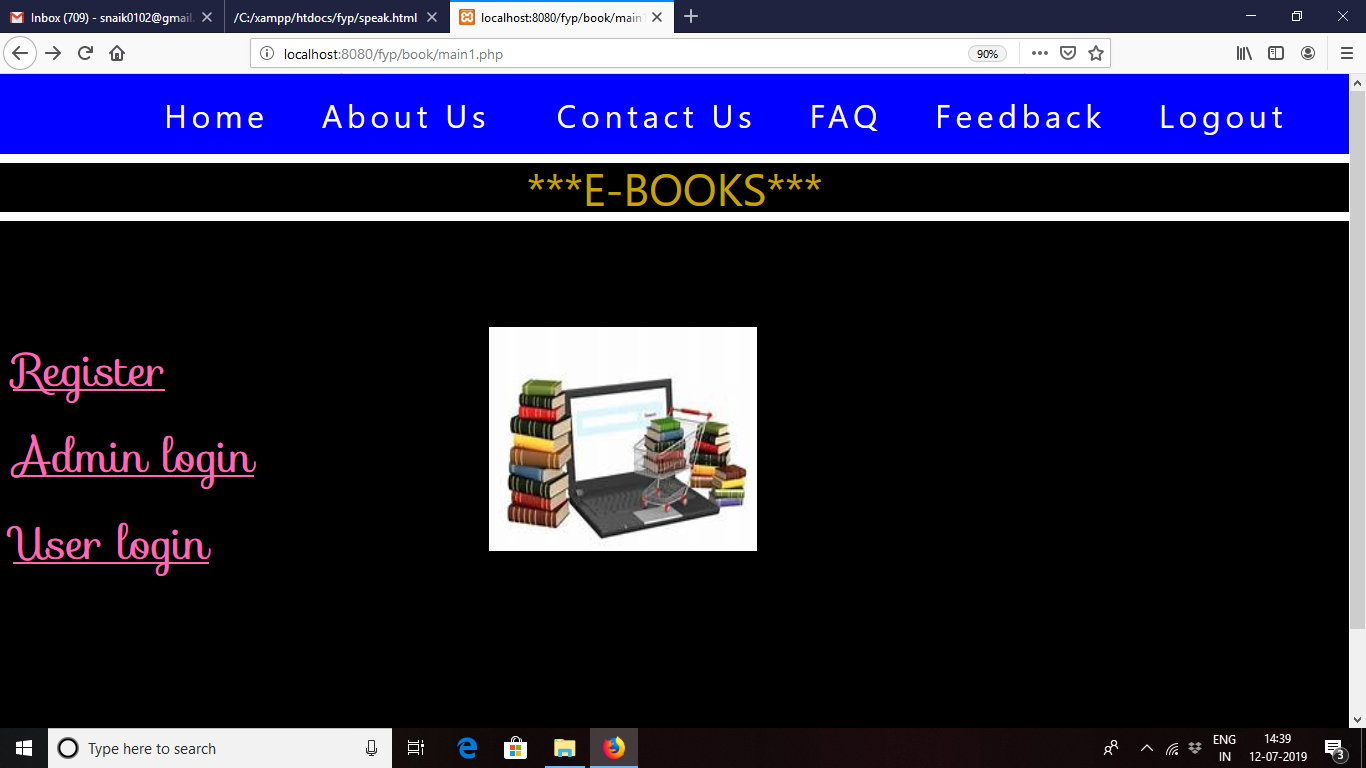 Inbox (709) - snaik0102@gmail.
/C:/xampp/htdocs/fyp/speak.html
localhost:8080/fyp/book/main1
localhost:8080/fyp/book/main1.php
90%
Home About Us Contact Us FAQ Feedback Logout
***E-BOOKS***
Register
Admin login
User login
Type here to search
ENG
IN
14:39
12-07-2019
3